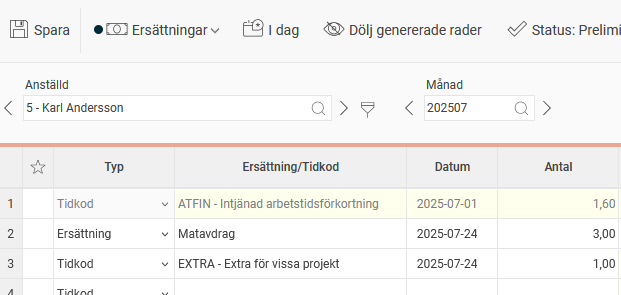 Spara Ersättningar I dag Dölj genererade rader Status: Prelimi
Anställd Månad
5 - Karl Andersson 202507
Typ Ersättning/Tidkod Datum Antal
1 Tidkod ATFIN - Intjänad arbetstidsförkortning 2025-07-01 1,60
2 Ersättning Matavdrag 2025-07-24 3,00
3 Tidkod EXTRA - Extra för vissa projekt 2025-07-24 1,00
4 Tidkod